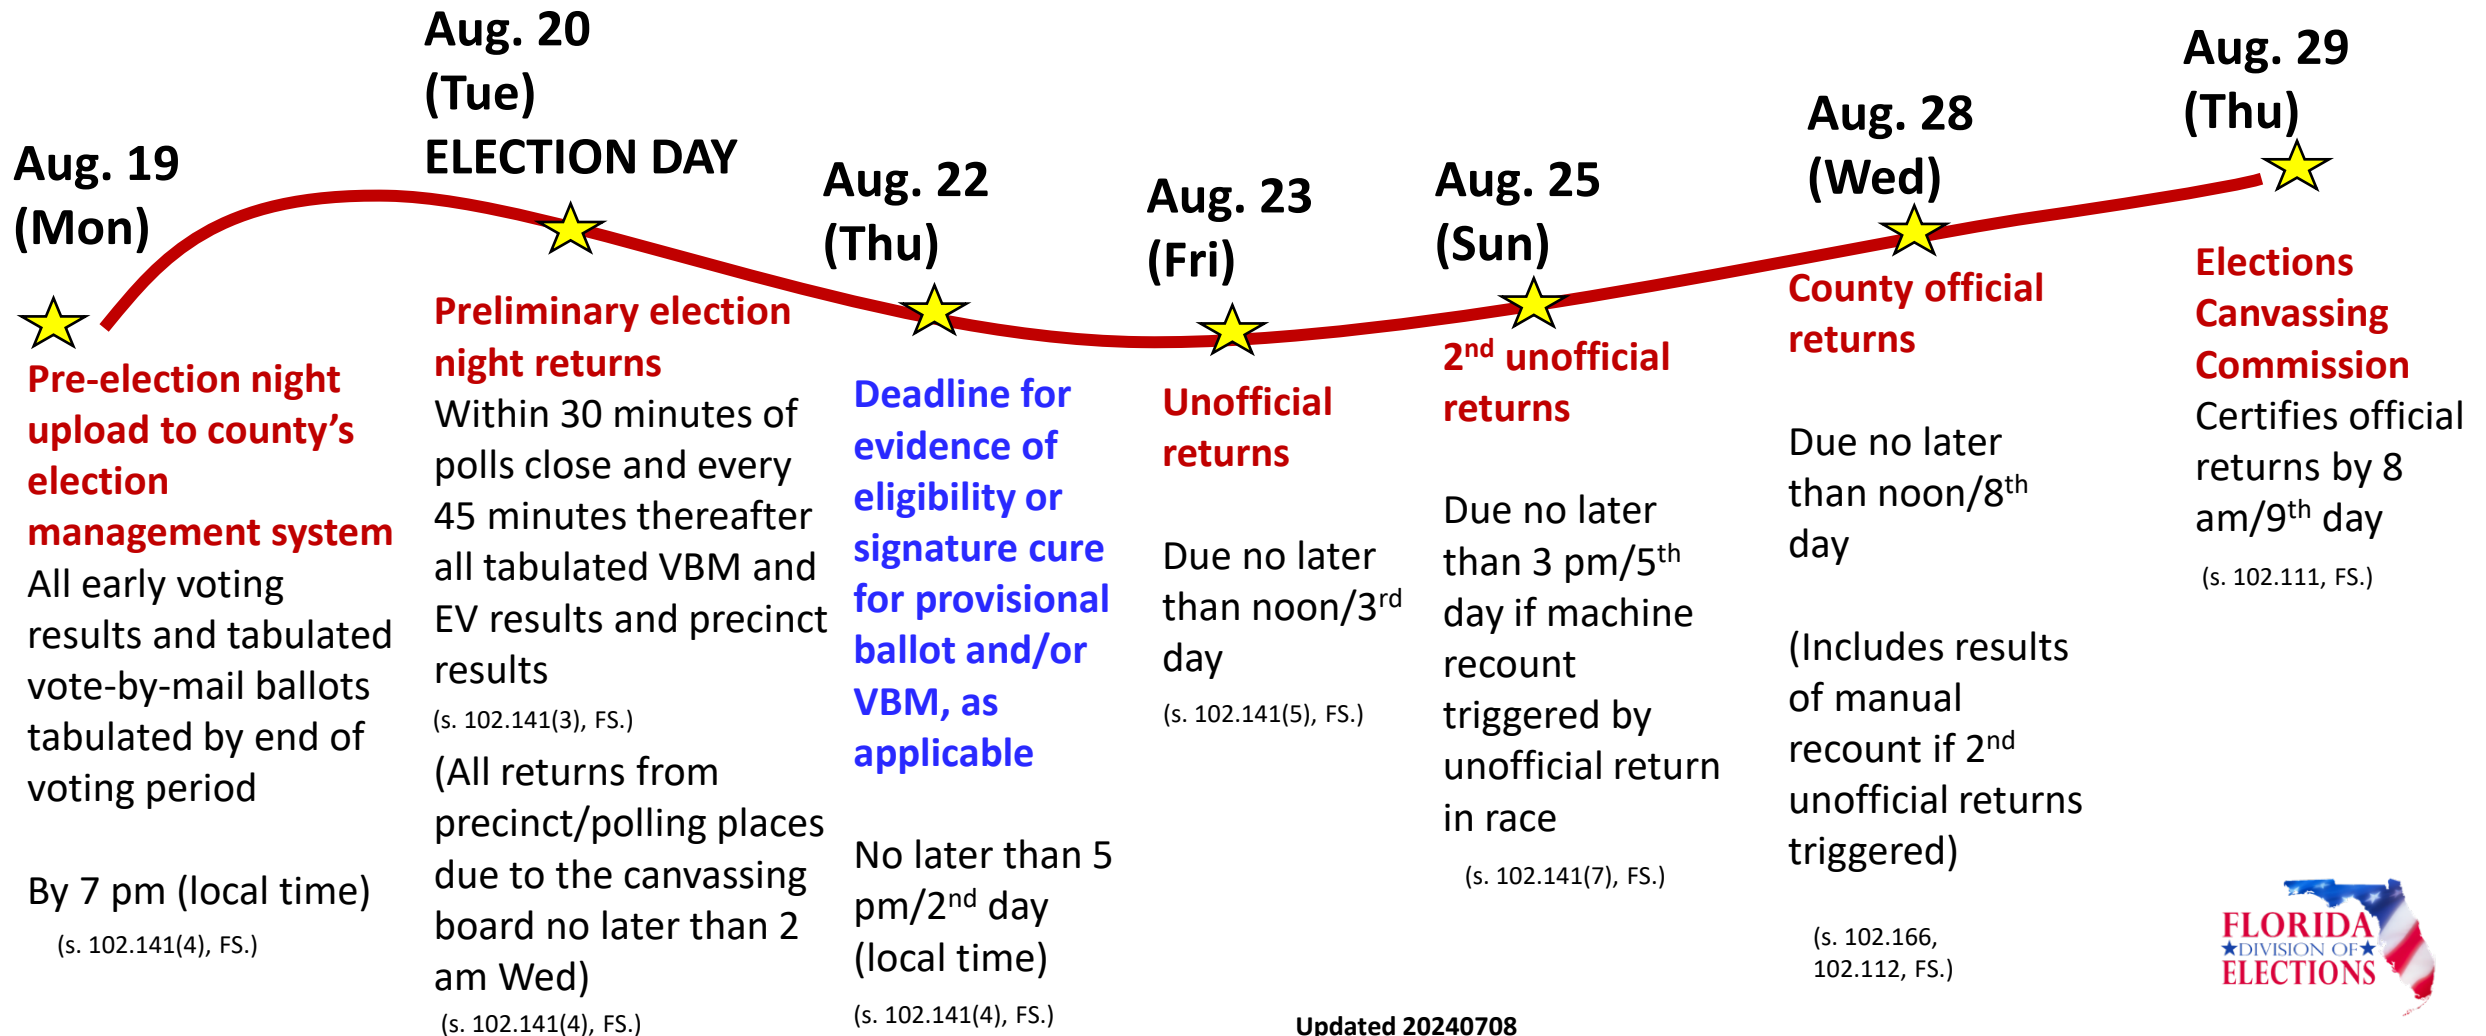 Aug. 19
(Mon)
Pre-election night
upload to county’s
election
management system
All early voting
results and tabulated
vote-by-mail ballots
tabulated by end of
voting period
By 7 pm (local time)
(s. 102.141(4), FS.)
Aug. 20
(Tue)
ELECTION DAY
Preliminary election
night returns
Within 30 minutes of
polls close and every
45 minutes thereafter
all tabulated VBM and
EV results and precinct
results
(s. 102.141(3), FS.)
(All returns from
precinct/polling places
due to the canvassing
board no later than 2
am Wed)
(s. 102.141(4), FS.)
Aug. 22
(Thu)
Deadline for
evidence of
eligibility or
signature cure
for provisional
ballot and/or
VBM, as
applicable
No later than 5
pm/2nd day
(local time)
(s. 102.141(4), FS.)
Aug. 23
(Fri)
Unofficial
returns
Due no later
than noon/3rd
day
(s. 102.141(5), FS.)
Aug. 25
(Sun)
2nd unofficial
returns
Due no later
than 3 pm/5th
day if machine
recount
triggered by
unofficial return
in race
(s. 102.141(7), FS.)
Aug. 28
(Wed)
County official
returns
Due no later
than noon/8th
day
(Includes results
of manual
recount if 2nd
unofficial returns
triggered)
(s. 102.166,
102.112, FS.)
Aug. 29
(Thu)
Elections
Canvassing
Commission
Certifies official
returns by 8
am/9th day
(s. 102.111, FS.)
FLORIDA
★DIVISION OF★
ELECTIONS
Updated 20240708